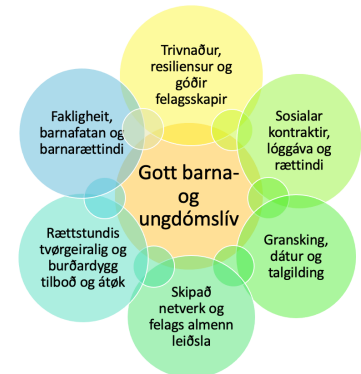 Trivnaður,
resiliensur og
góðir
felagsskapir
Sosialar
kontraktir,
lóggáva og
rættindi
Gransking,
dátur og
talgilding
Skipað
netverk og
felags almenn
leiðsla
Rættstundis
tvørgeiralig og
burðardygg
tilboð og átøk
Fakligheit,
barnafatan og
barnarættindi
Gott barna-
og
ungdómslív